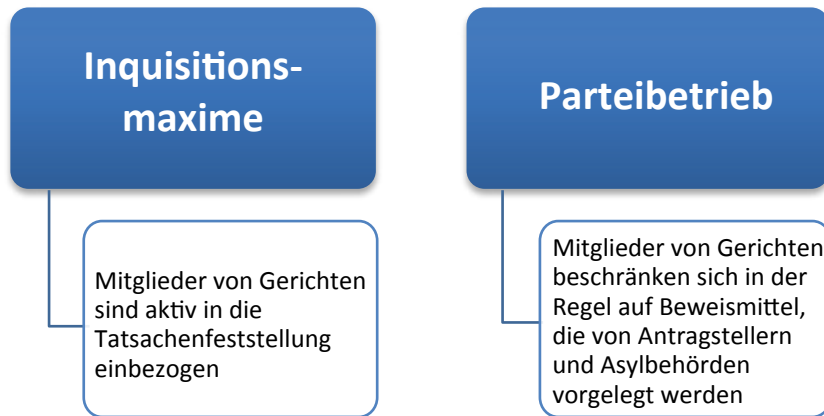 Inquisitions-
maxime
Mitglieder von Gerichten
sind aktiv in die
Tatsachenfeststellung
einbezogen
Parteibetrieb
Mitglieder von Gerichten
beschränken sich in der
Regel auf Beweismittel,
die von Antragstellern
und Asylbehörden
vorgelegt werden